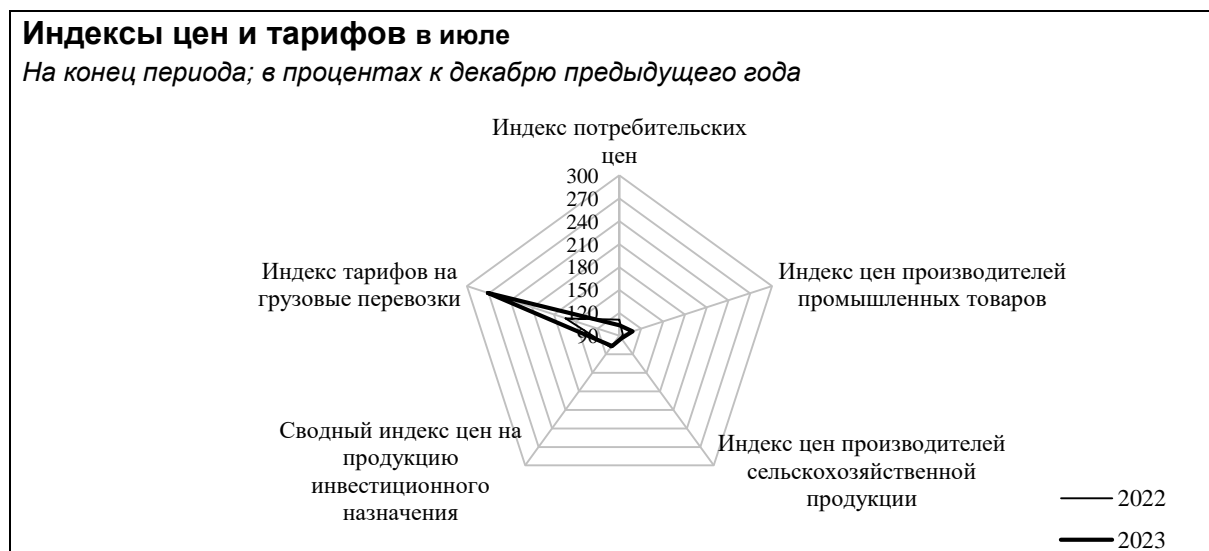 Индексы цен и тарифов в июле
На конец периода; в процентах к декабрю предыдущего года
Индекс потребительских
цен
300
270
240
210
180
150
120
90
Индекс тарифов на
грузовые перевозки
Индекс цен производителей
промышленных товаров
Сводный индекс цен на
продукцию
инвестиционного
назначения
Индекс цен производителей
сельскохозяйственной
продукции
2022
2023